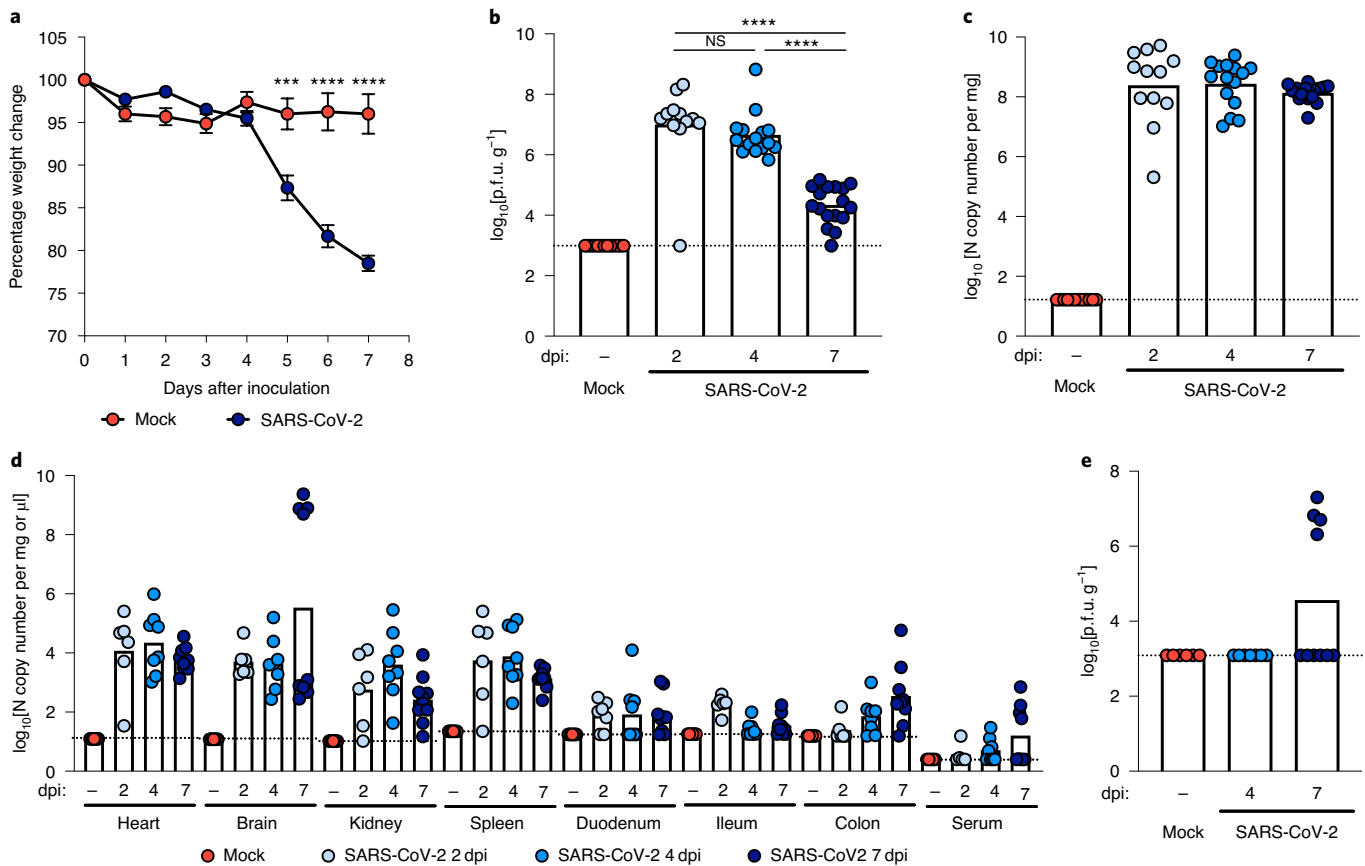 a
Percentage weight change
105
100
95
90
85
80
75
70
*** **** ****
0 1 2 3 4 5 6 7 8
Days after inoculation
Mock SARS-CoV-2
b
log10[p.f.u. g−1]
10
8
6
4
2
0
****
NS ****
dpi: – 2 4 7
Mock SARS-CoV-2
c
log10 [N copy number per mg]
10
8
6
4
2
0
dpi: – 2 4 7
Mock SARS-CoV-2
d
log10[N copy number per mg or μl]
10
8
6
4
2
0
dpi: – 2 4 7 – 2 4 7 – 2 4 7 – 2 4 7 – 2 4 7 – 2 4 7 – 2 4 7 – 2 4 7
Heart Brain Kidney Spleen Duodenum Ileum Colon Serum
Mock SARS-CoV-2 2 dpi SARS-CoV-2 4 dpi SARS-CoV2 7 dpi
e
log10[p.f.u. g−1]
8
6
4
2
0
dpi: – 4 7
Mock SARS-CoV-2